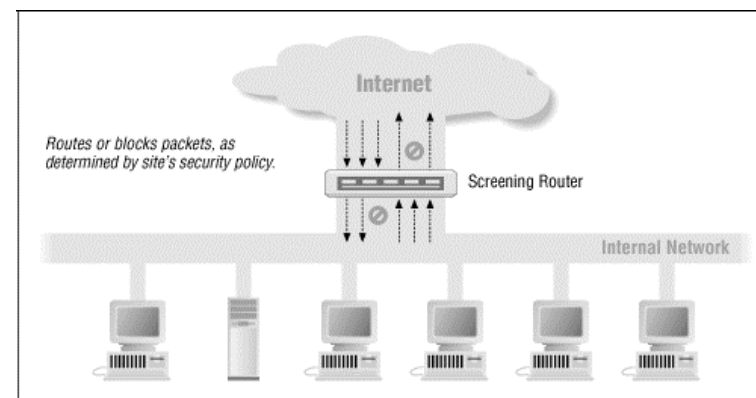 Internet
Routes or blocks packets, as
determined by site's security policy.
Screening Router
Internal Network